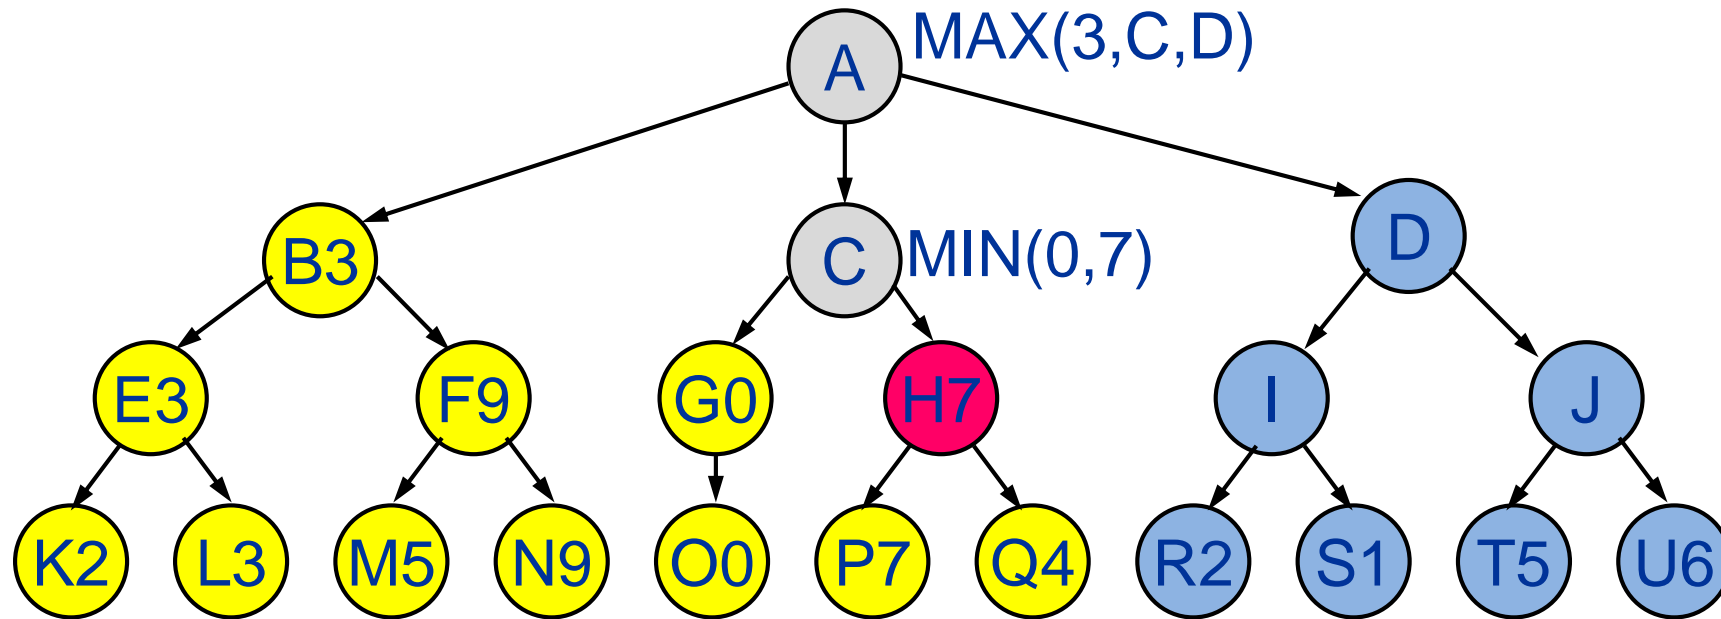 A MAX(3,C,D)
B3 C MIN(0,7) D
E3 F9 G0 H7 I J
K2 L3 M5 N9 O0 P7 Q4 R2 S1 T5 U6